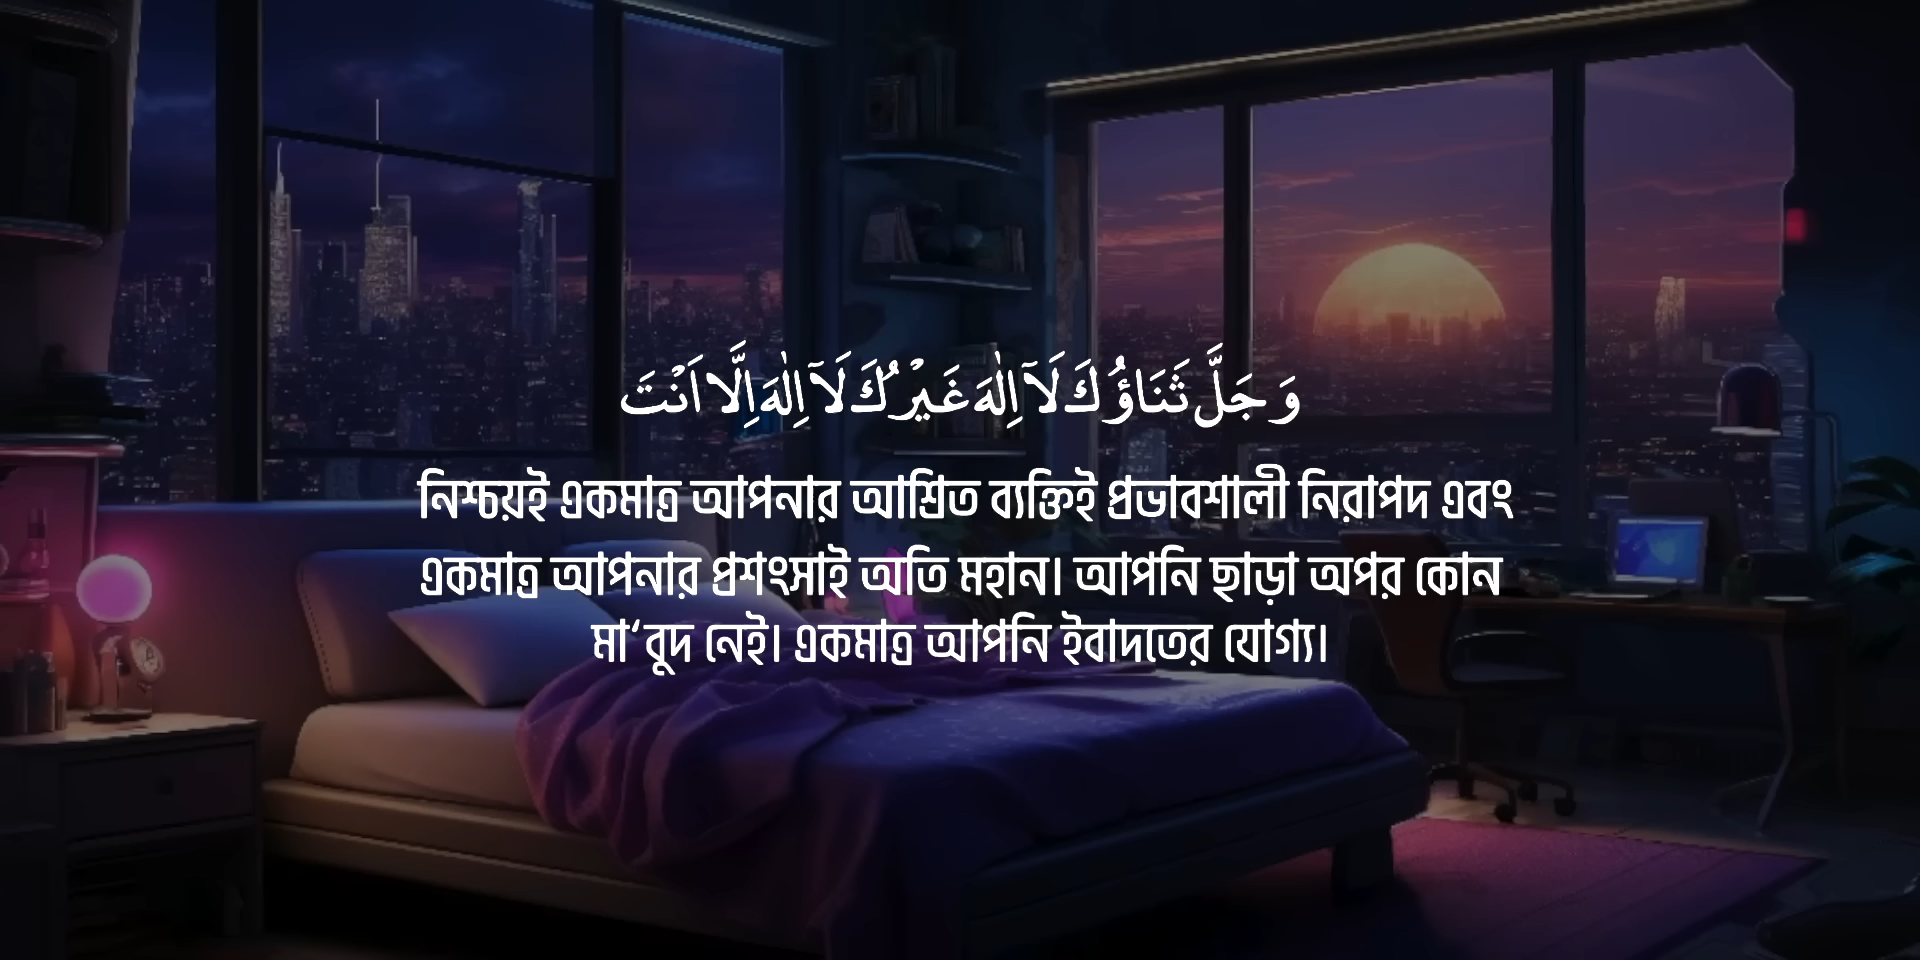 وَجَلَّ ثَنَاؤُكَ لَآ اِلٰهَ غَيْرُكَ لَآ اِلٰهَ اِلَّا اَنْتَ
নিশ্চয়ই একমাত্র আপনার আশ্রিত ব্যক্তিই প্রভাবশালী নিরাপদ এবং
একমাত্র আপনার প্রশংসাই অতি মহান। আপনি ছাড়া অপর কোন
মা‘বুদ নেই। একমাত্র আপনি ইবাদতের যোগ্য।